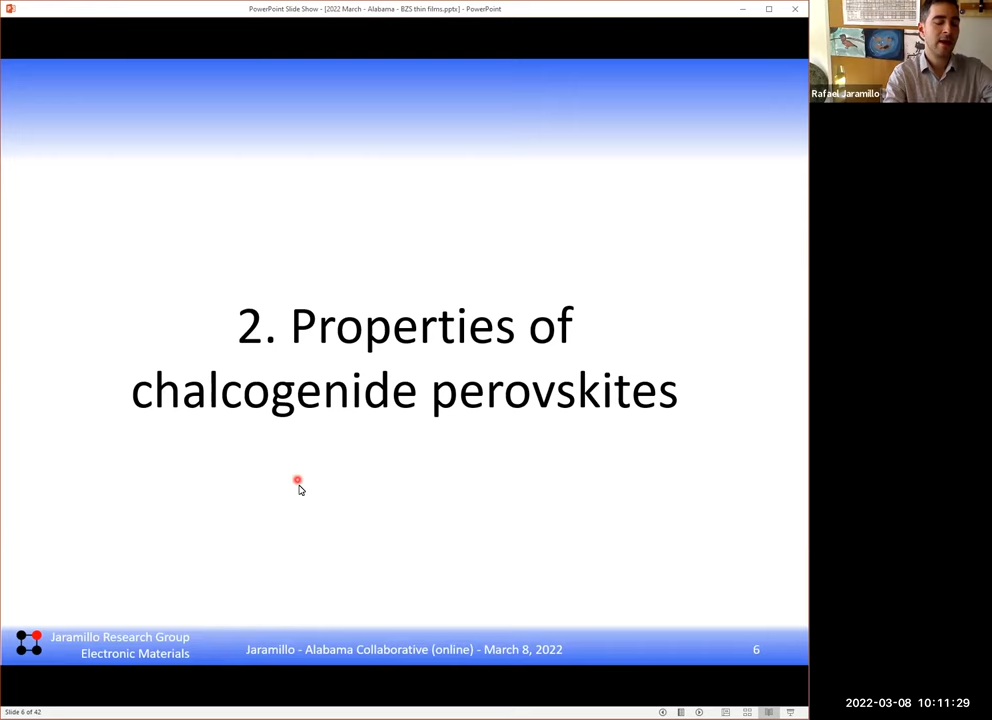 PowerPoint Slide Show - [2022 March - Alabama - BZS thin films.pptx] - PowerPoint
Rafael Jaramillo
2. Properties of
chalcogenide perovskites
Jaramillo Research Group
Electronic Materials
Jaramillo - Alabama Collaborative (online) - March 8, 2022
6
Slide 6 of 42
2022-03-08 10:11:29